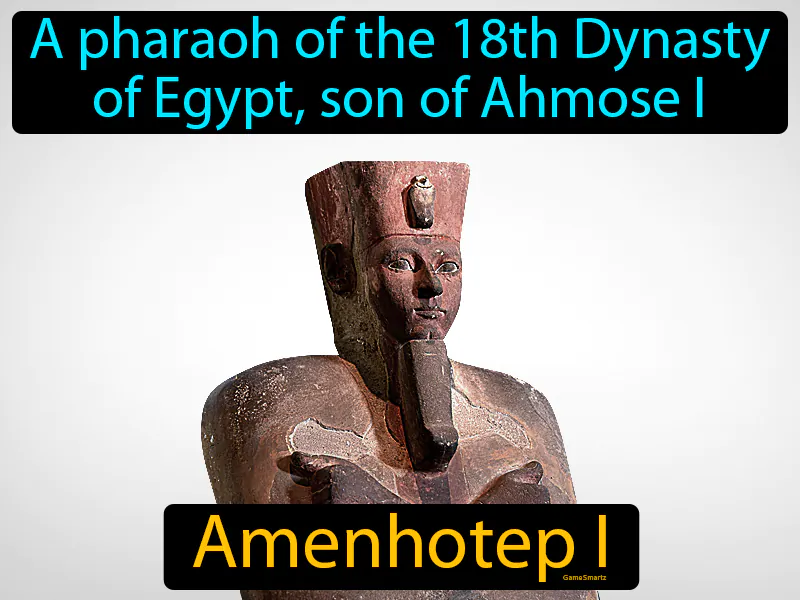 A pharaoh of the 18th Dynasty
of Egypt, son of Ahmose I
Amenhotep I
GameSmartz